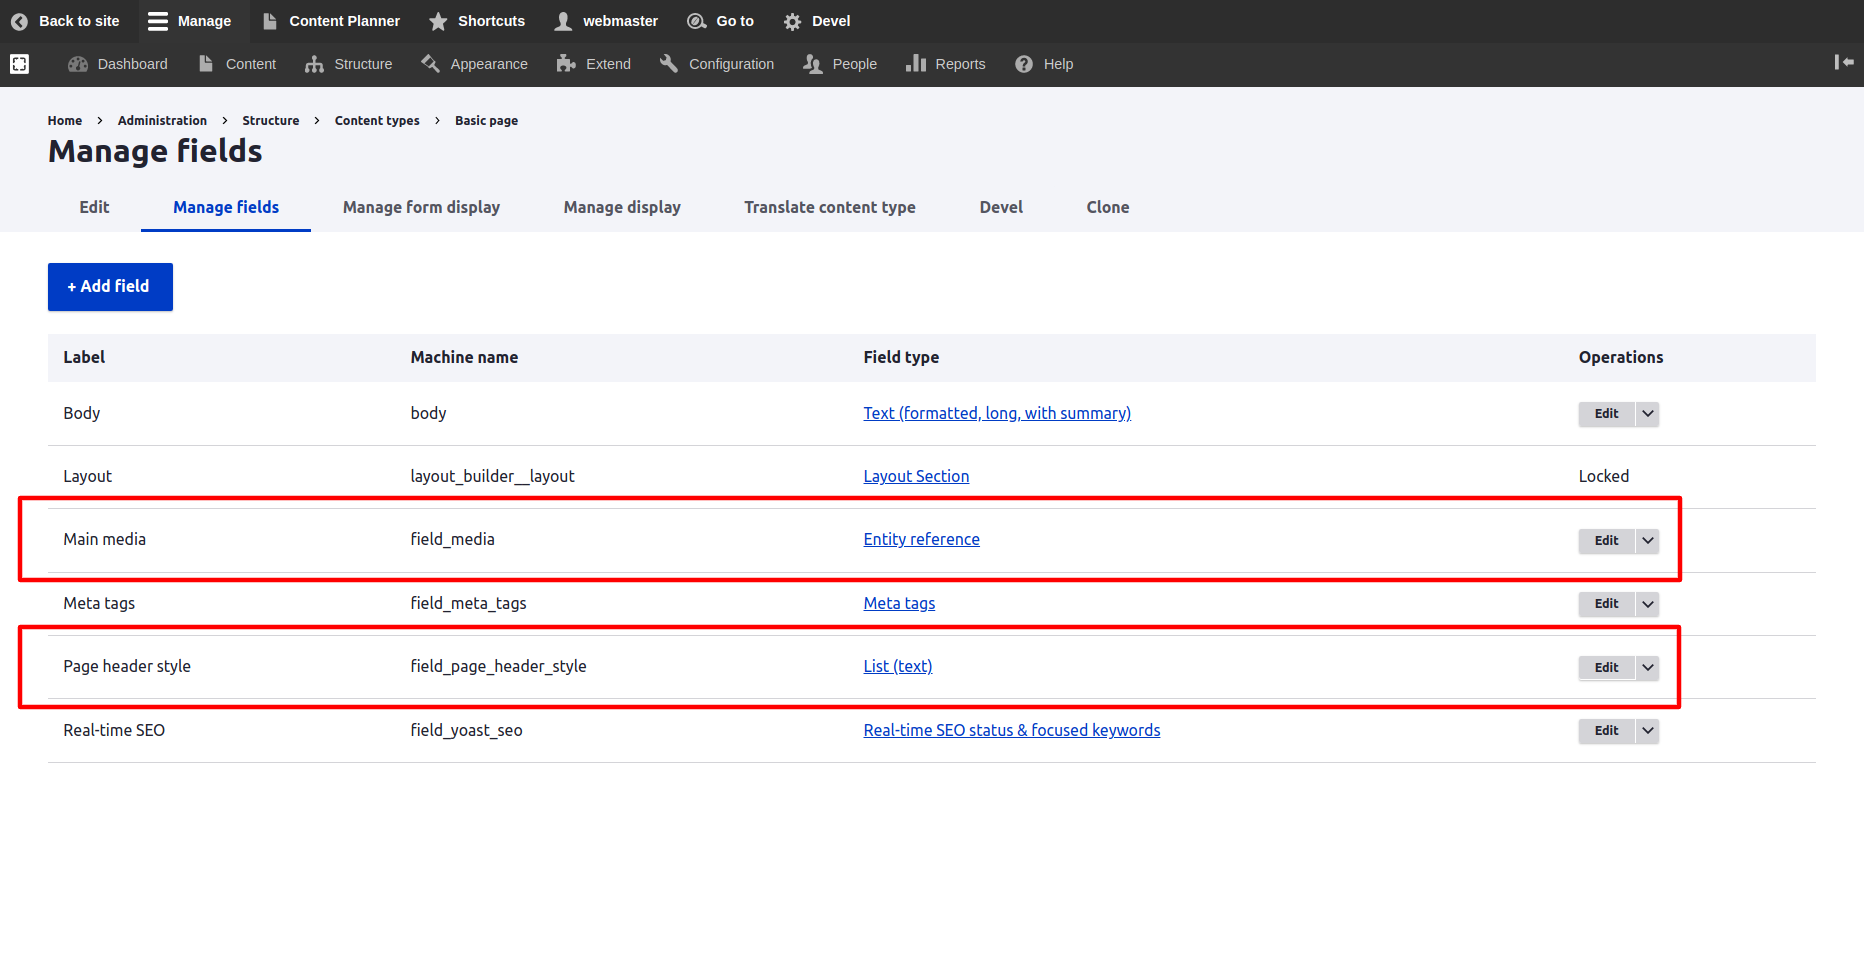 Back to site Manage Content Planner Shortcuts webmaster Go to Devel
Dashboard Content Structure Appearance Extend Configuration People Reports Help
Home › Administration › Structure › Content types › Basic page
Manage fields
Edit Manage fields Manage form display Manage display Translate content type Devel Clone
+ Add field
Label Machine name Field type Operations
Body body Text (formatted, long, with summary) Edit
Layout layout_builder__layout Layout Section Locked
Main media field_media Entity reference Edit
Meta tags field_meta_tags Meta tags Edit
Page header style field_page_header_style List (text) Edit
Real-time SEO field_yoast_seo Real-time SEO status & focused keywords Edit